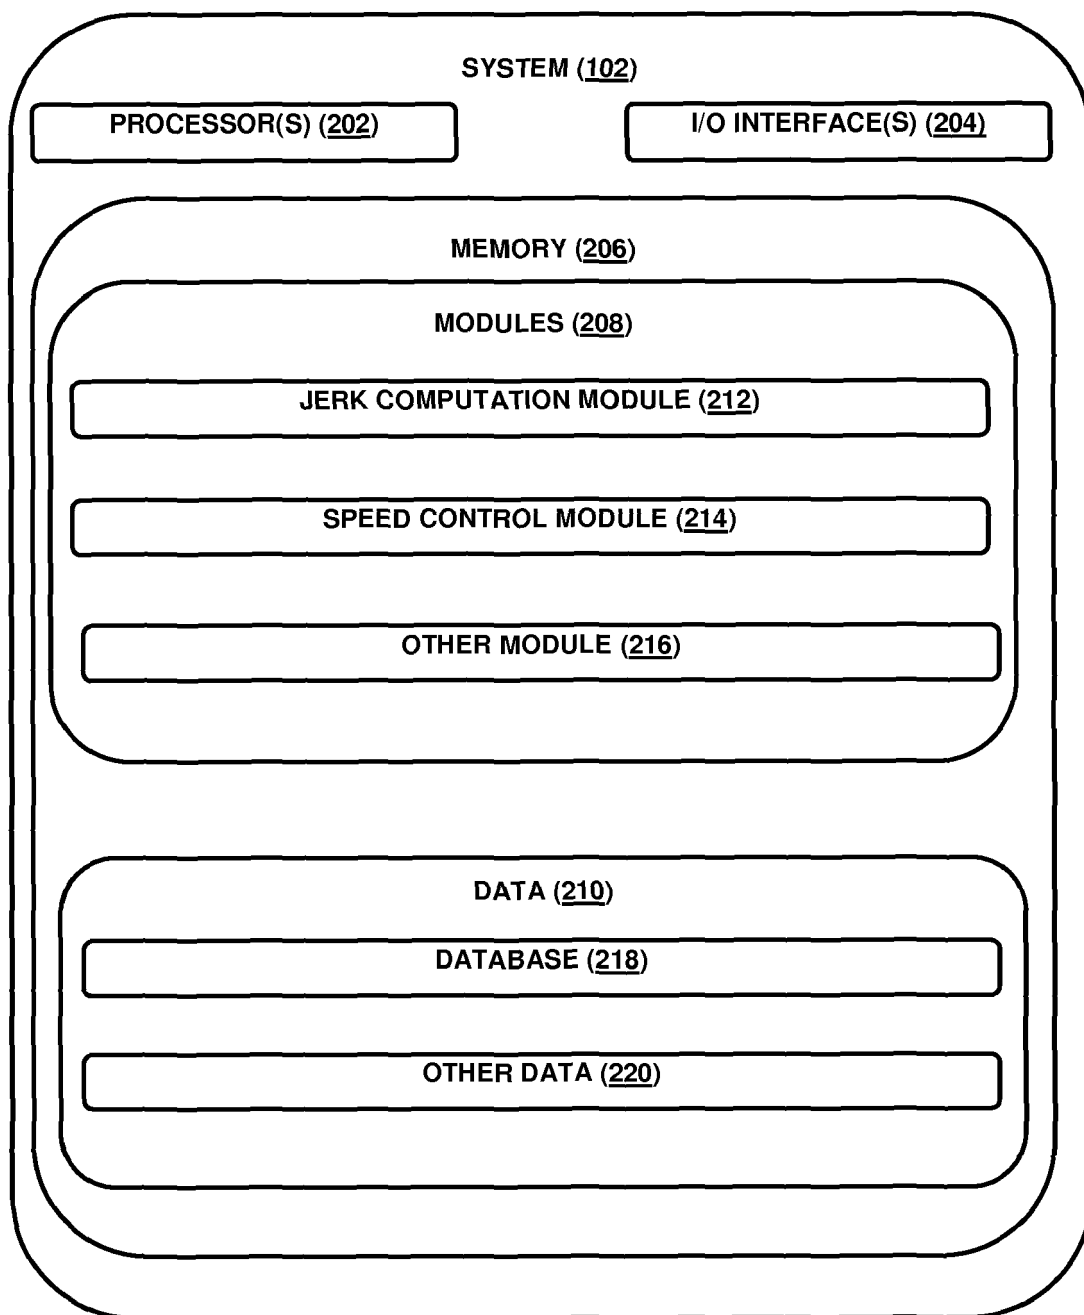 SYSTEM (102)
PROCESSOR(S) (202)
I/O INTERFACE(S) (204)
MEMORY (206)
MODULES (208)
JERK COMPUTATION MODULE (212)
SPEED CONTROL MODULE (214)
OTHER MODULE (216)
DATA (210)
DATABASE (218)
OTHER DATA (220)